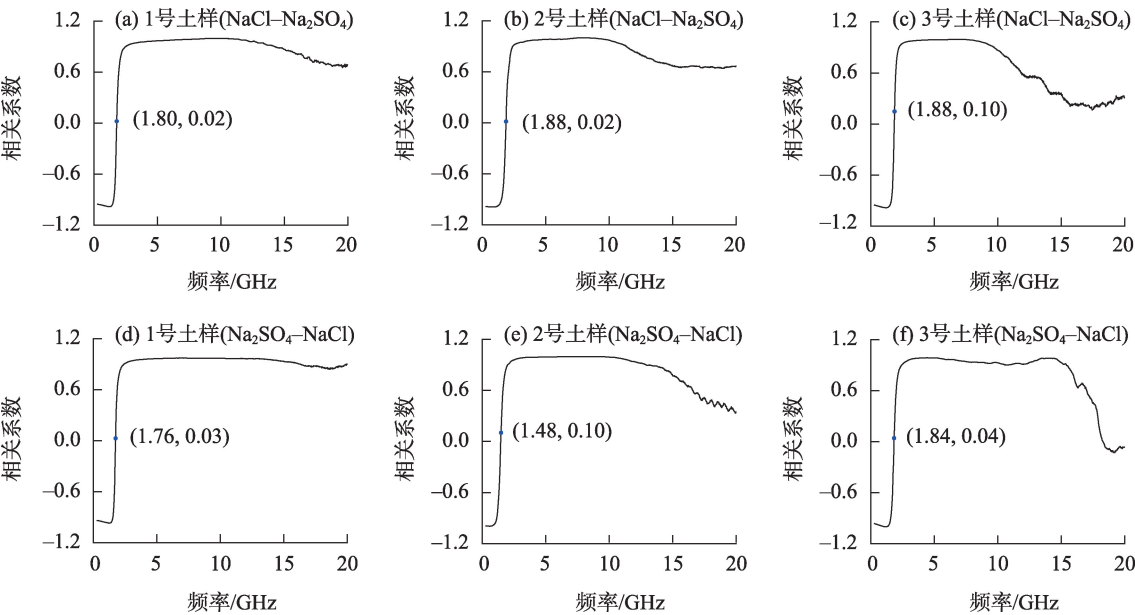 (a) 1号土样(NaCl–Na₂SO₄)
1.2
0.6
0.0
–0.6
–1.2
相关系数
(1.80, 0.02)
0 5 10 15 20
频率/GHz
(b) 2号土样(NaCl–Na₂SO₄)
1.2
0.6
0.0
–0.6
–1.2
相关系数
(1.88, 0.02)
0 5 10 15 20
频率/GHz
(c) 3号土样(NaCl–Na₂SO₄)
1.2
0.6
0.0
–0.6
–1.2
相关系数
(1.88, 0.10)
0 5 10 15 20
频率/GHz
(d) 1号土样(Na₂SO₄–NaCl)
1.2
0.6
0.0
–0.6
–1.2
相关系数
(1.76, 0.03)
0 5 10 15 20
频率/GHz
(e) 2号土样(Na₂SO₄–NaCl)
1.2
0.6
0.0
–0.6
–1.2
相关系数
(1.48, 0.10)
0 5 10 15 20
频率/GHz
(f) 3号土样(Na₂SO₄–NaCl)
1.2
0.6
0.0
–0.6
–1.2
相关系数
(1.84, 0.04)
0 5 10 15 20
频率/GHz